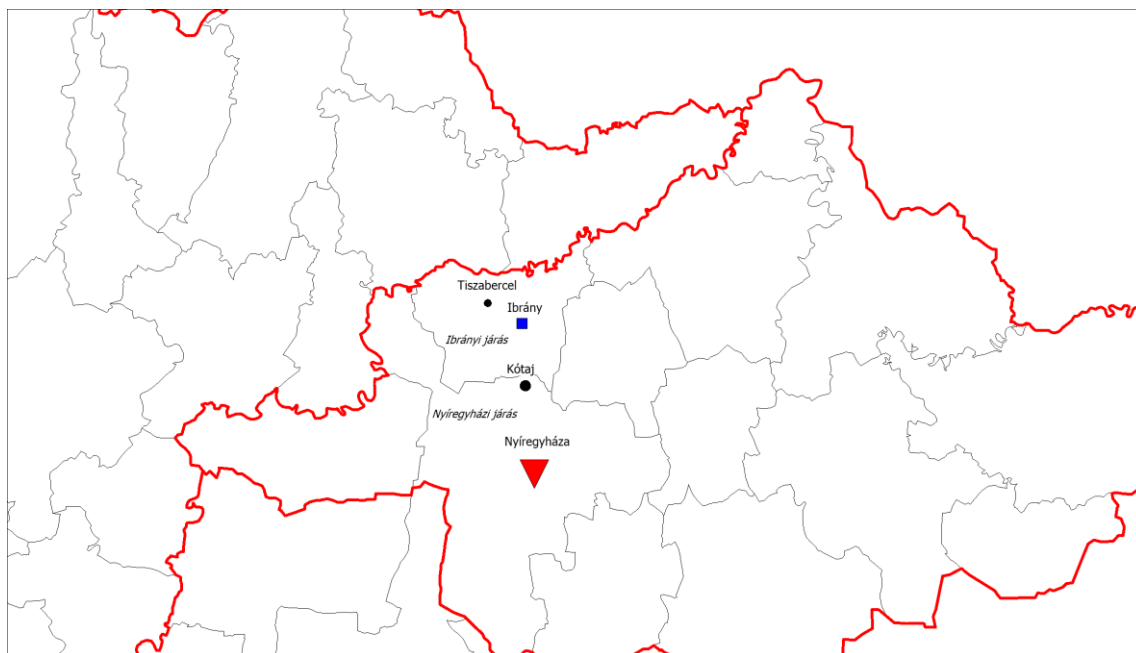 Tiszabercel
Ibrány
Ibrányi járás
Kótaj
Nyíregyházi járás
Nyíregyháza